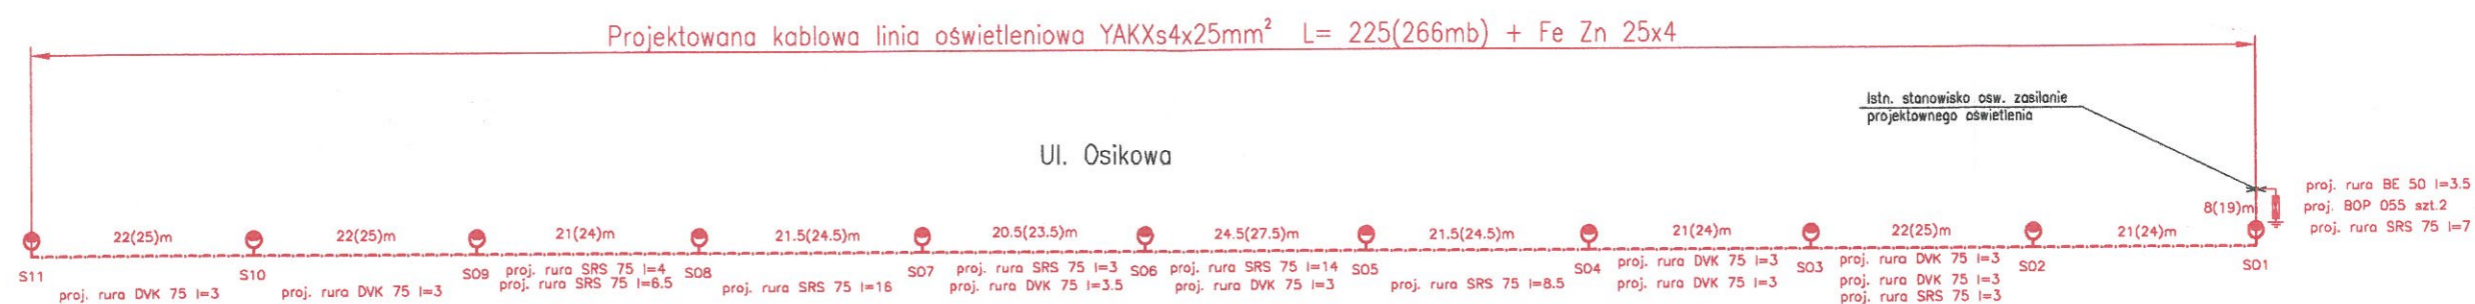 Projektowana kablowa linia oświetleniowa YAKXs4x25mm² L= 225(266mb) + Fe Zn 25x4
Istn. stanowisko osw. zasilanie
projektownego oświetlenia
Ul. Osikowa
proj. rura BE 50 l=3.5
8(19)m
proj. BOP 055 szt.2
proj. rura SRS 75 l=7
22(25)m
22(25)m
21(24)m
21.5(24.5)m
20.5(23.5)m
24.5(27.5)m
21.5(24.5)m
21(24)m
22(25)m
21(24)m
S11
proj. rura DVK 75 l=3
S10
proj. rura DVK 75 l=3
S09
proj. rura SRS 75 l=4
proj. rura SRS 75 l=6.5
S08
proj. rura SRS 75 l=16
S07
proj. rura SRS 75 l=3
proj. rura DVK 75 l=3.5
S06
proj. rura SRS 75 l=14
proj. rura DVK 75 l=3
S05
proj. rura SRS 75 l=8.5
S04
proj. rura DVK 75 l=3
proj. rura DVK 75 l=3
S03
proj. rura DVK 75 l=3
proj. rura DVK 75 l=3
proj. rura SRS 75 l=3
S02
S01